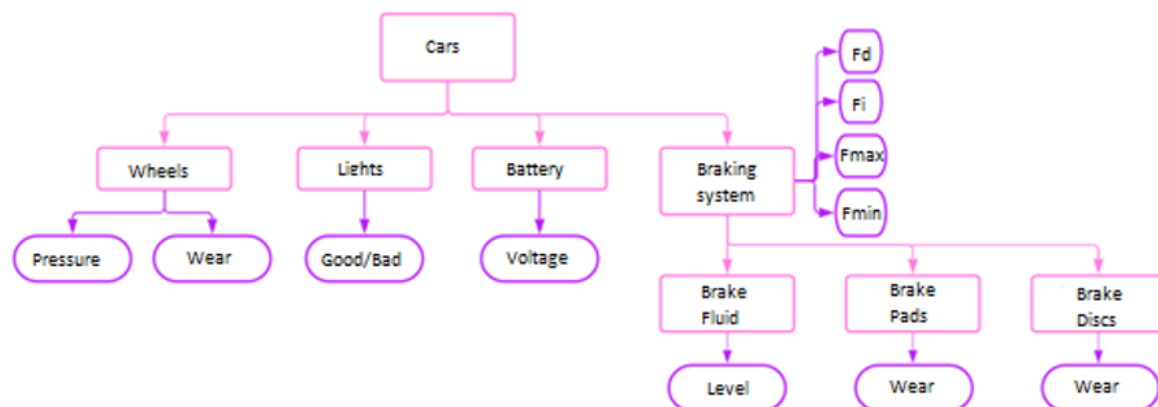 Cars
Fd
Fi
Fmax
Fmin
Wheels
Lights
Battery
Braking
system
Pressure
Wear
Good/Bad
Voltage
Brake
Fluid
Brake
Pads
Brake
Discs
Level
Wear
Wear